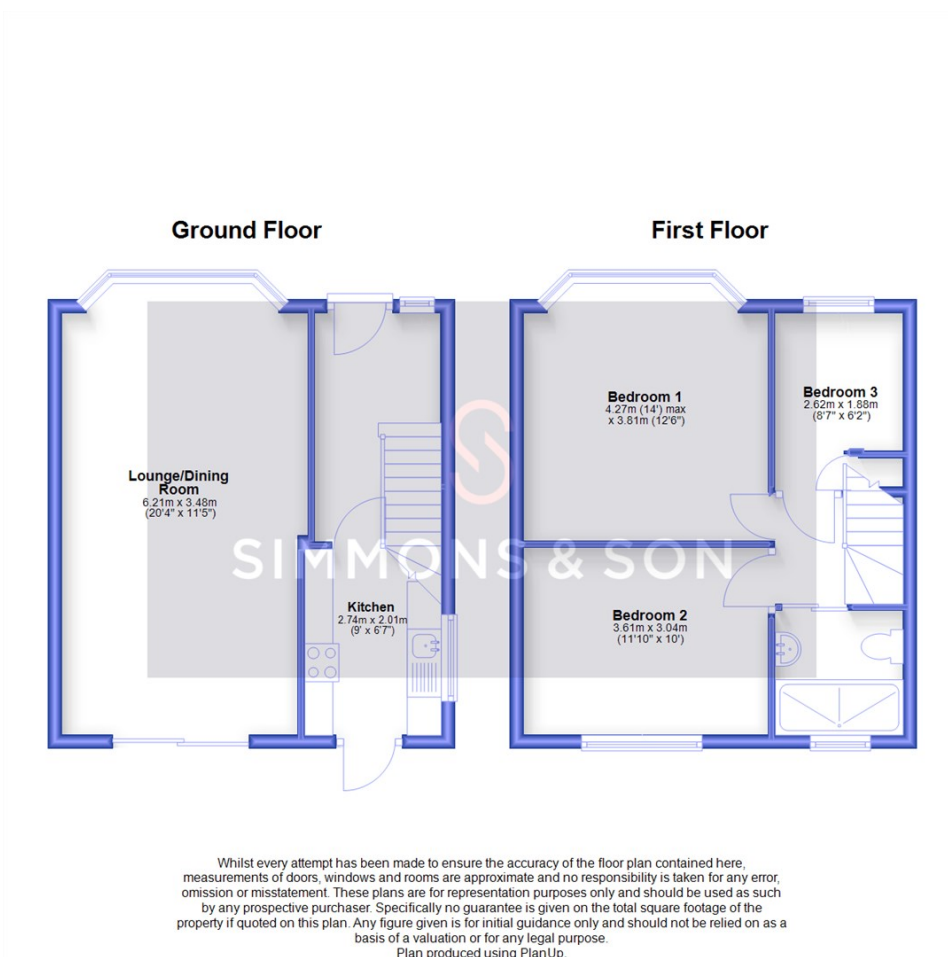 Ground Floor
First Floor
Lounge/Dining
Room
6.21m x 3.48m
(20'4" x 11'5")
Kitchen
2.74m x 2.01m
(9' x 6'7")
Bedroom 1
4.27m (14') max
x 3.81m (12'6")
Bedroom 3
2.62m x 1.88m
(8'7" x 6'2")
Bedroom 2
3.61m x 3.04m
(11'10" x 10')
SIMMONS & SON
Whilst every attempt has been made to ensure the accuracy of the floor plan contained here,
measurements of doors, windows and rooms are approximate and no responsibility is taken for any error,
omission or misstatement. These plans are for representation purposes only and should be used as such
by any prospective purchaser. Specifically no guarantee is given on the total square footage of the
property if quoted on this plan. Any figure given is for initial guidance only and should not be relied on as a
basis of a valuation or for any legal purpose.
Plan produced using PlanUp.